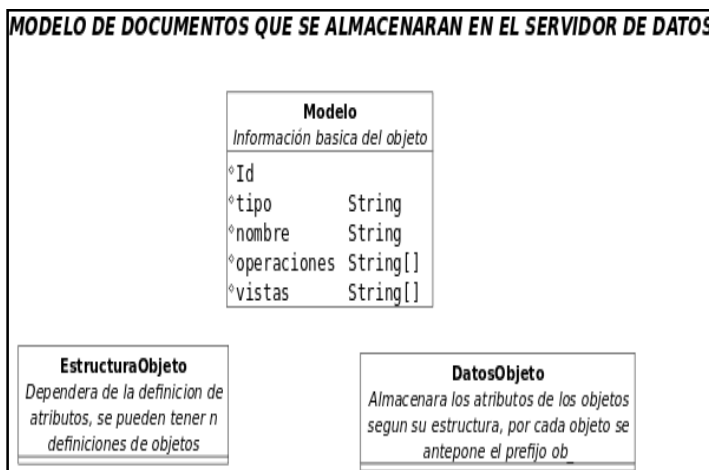 MODELO DE DOCUMENTOS QUE SE ALMACENARAN EN EL SERVIDOR DE DATOS
Modelo
Información basica del objeto
Id
tipo String
nombre String
operaciones String[]
vistas String[]
EstructuraObjeto
Dependera de la definicion de
atributos, se pueden tener n
definiciones de objetos
DatosObjeto
Almacenara los atributos de los objetos
segun su estructura, por cada objeto se
antepone el prefijo ob_